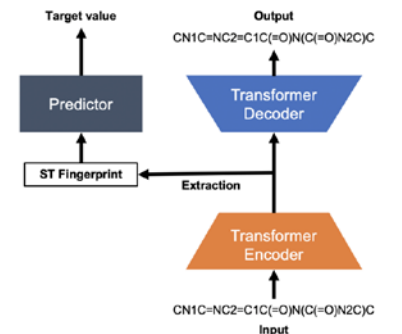 Target value
Output
CN1C=NC2=C1C(=O)N(C(=O)N2C)C
Predictor
Transformer
Decoder
ST Fingerprint
Extraction
Transformer
Encoder
CN1C=NC2=C1C(=O)N(C(=O)N2C)C
Input